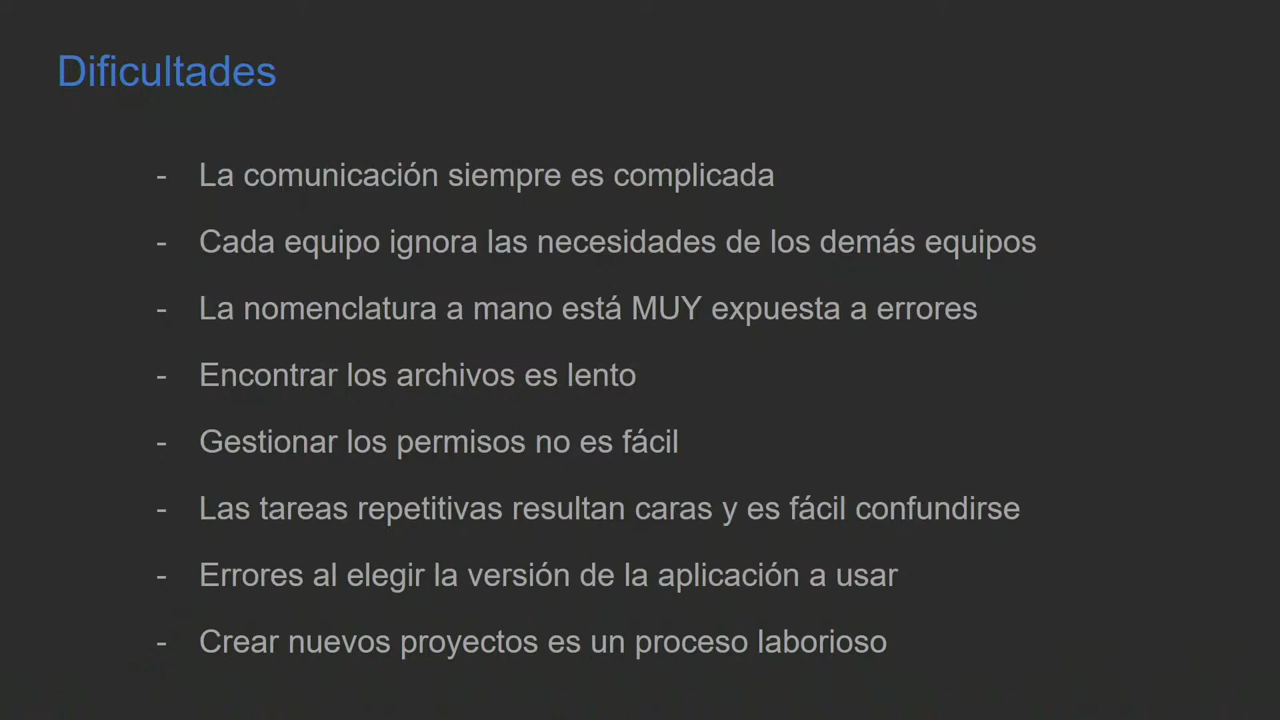 Dificultades
- La comunicación siempre es complicada
- Cada equipo ignora las necesidades de los demás equipos
- La nomenclatura a mano está MUY expuesta a errores
- Encontrar los archivos es lento
- Gestionar los permisos no es fácil
- Las tareas repetitivas resultan caras y es fácil confundirse
- Errores al elegir la versión de la aplicación a usar
- Crear nuevos proyectos es un proceso laborioso